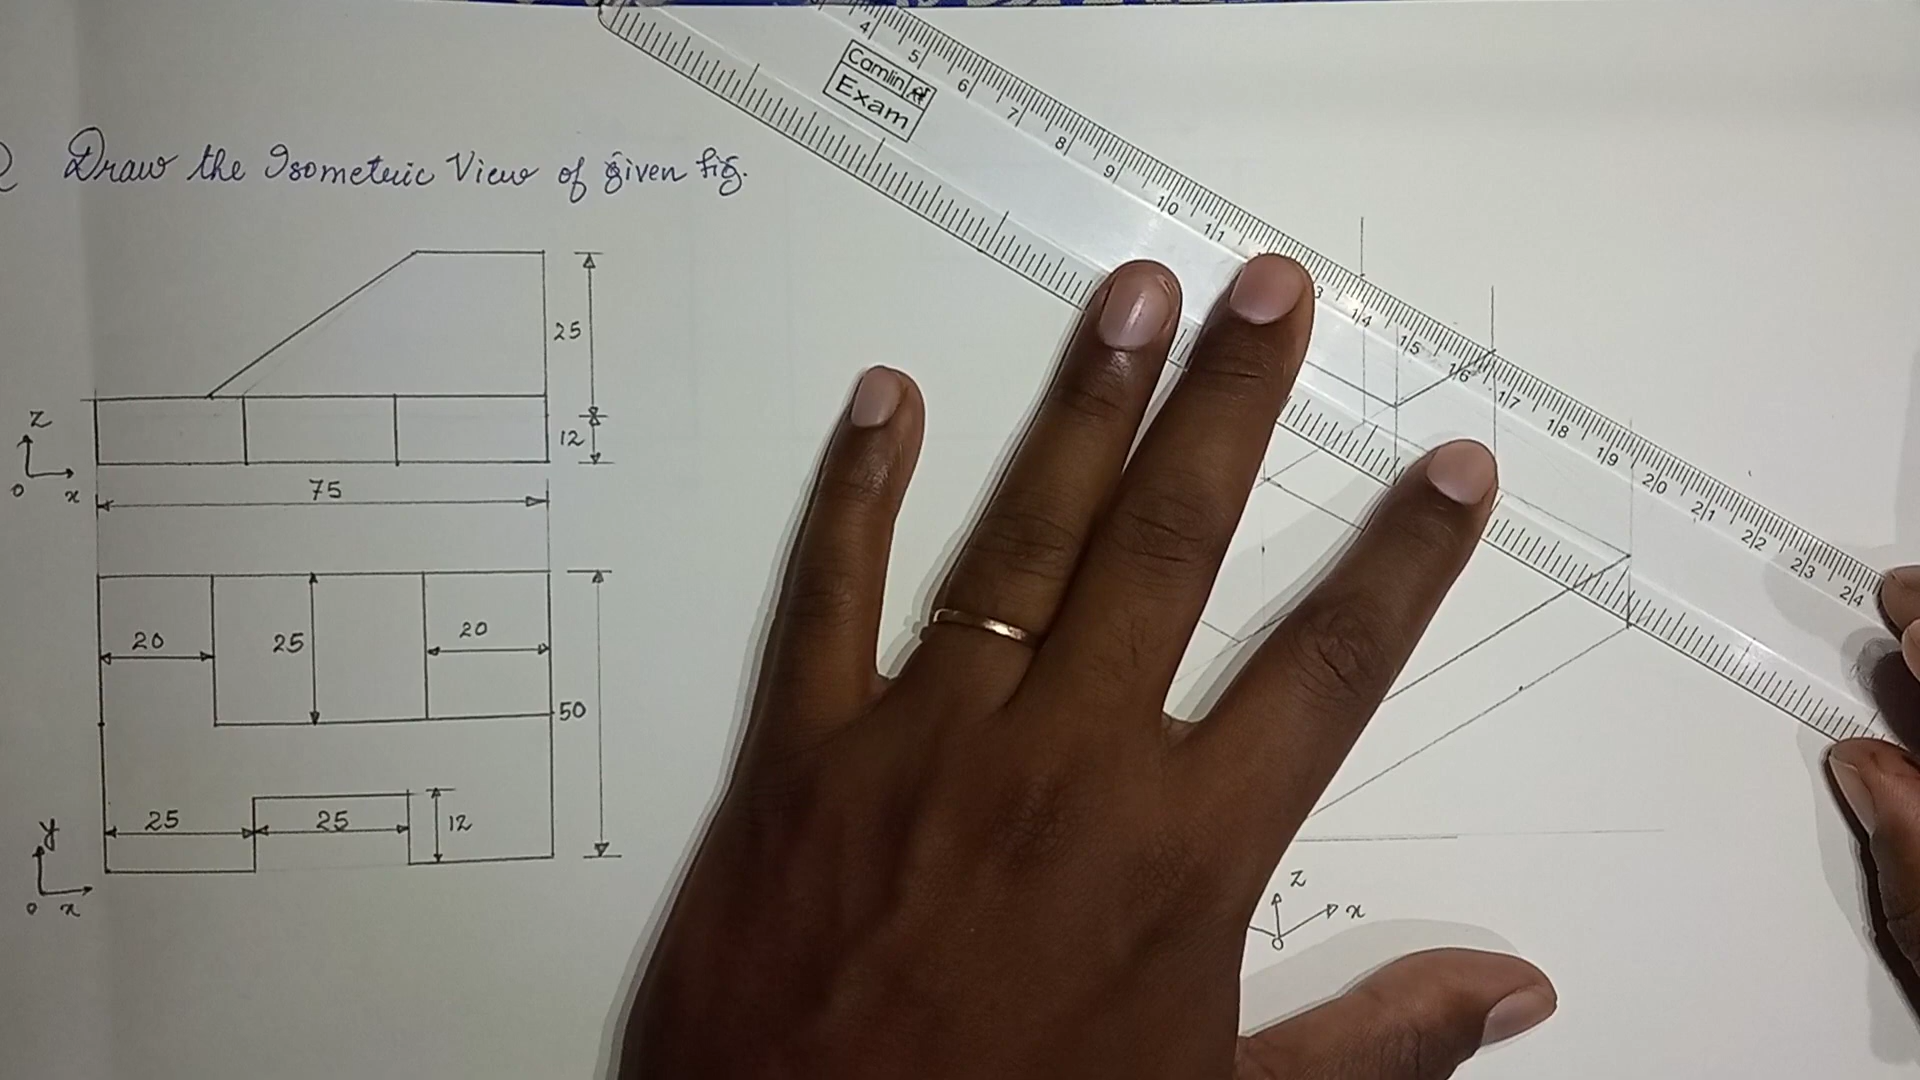 Draw the Isometric View of given fig.
Camlin
Exam
4 5 6 7 8 9 10 11 3 14 15 16 17 18 19 20 21 22 23 24
25
12
z
o x
75
20 25 20
50
25 25 12
y
o x
z
x
o